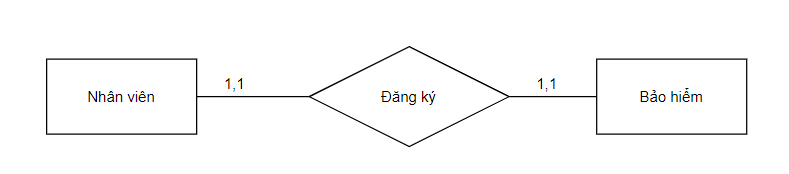 1,1
1,1
Nhân viên
Đăng ký
Bảo hiểm